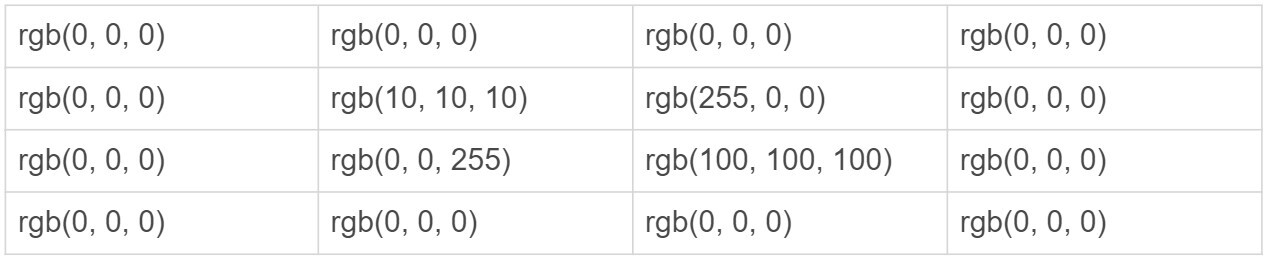 rgb(0, 0, 0) rgb(0, 0, 0) rgb(0, 0, 0) rgb(0, 0, 0)
rgb(0, 0, 0) rgb(10, 10, 10) rgb(255, 0, 0) rgb(0, 0, 0)
rgb(0, 0, 0) rgb(0, 0, 255) rgb(100, 100, 100) rgb(0, 0, 0)
rgb(0, 0, 0) rgb(0, 0, 0) rgb(0, 0, 0) rgb(0, 0, 0)